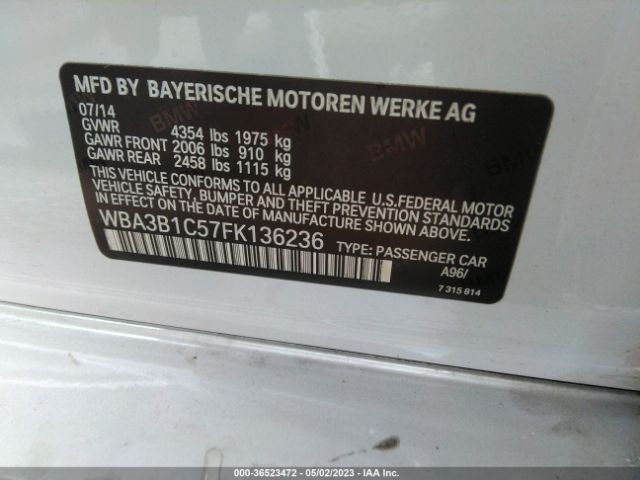 MFD BY BAYERISCHE MOTOREN WERKE AG
07/14
GVWR 4354 lbs 1975 kg
GAWR FRONT 2006 lbs 910 kg
GAWR REAR 2458 lbs 1115 kg
THIS VEHICLE CONFORMS TO ALL APPLICABLE U.S.FEDERAL MOTOR
VEHICLE SAFETY, BUMPER AND THEFT PREVENTION STANDARDS
IN EFFECT ON THE DATE OF MANUFACTURE SHOWN ABOVE.
WBA3B1C57FK136236 TYPE: PASSENGER CAR
A96/
7 315 814
BMW
BMW
000-36523472 - 05/02/2023 - IAA Inc.